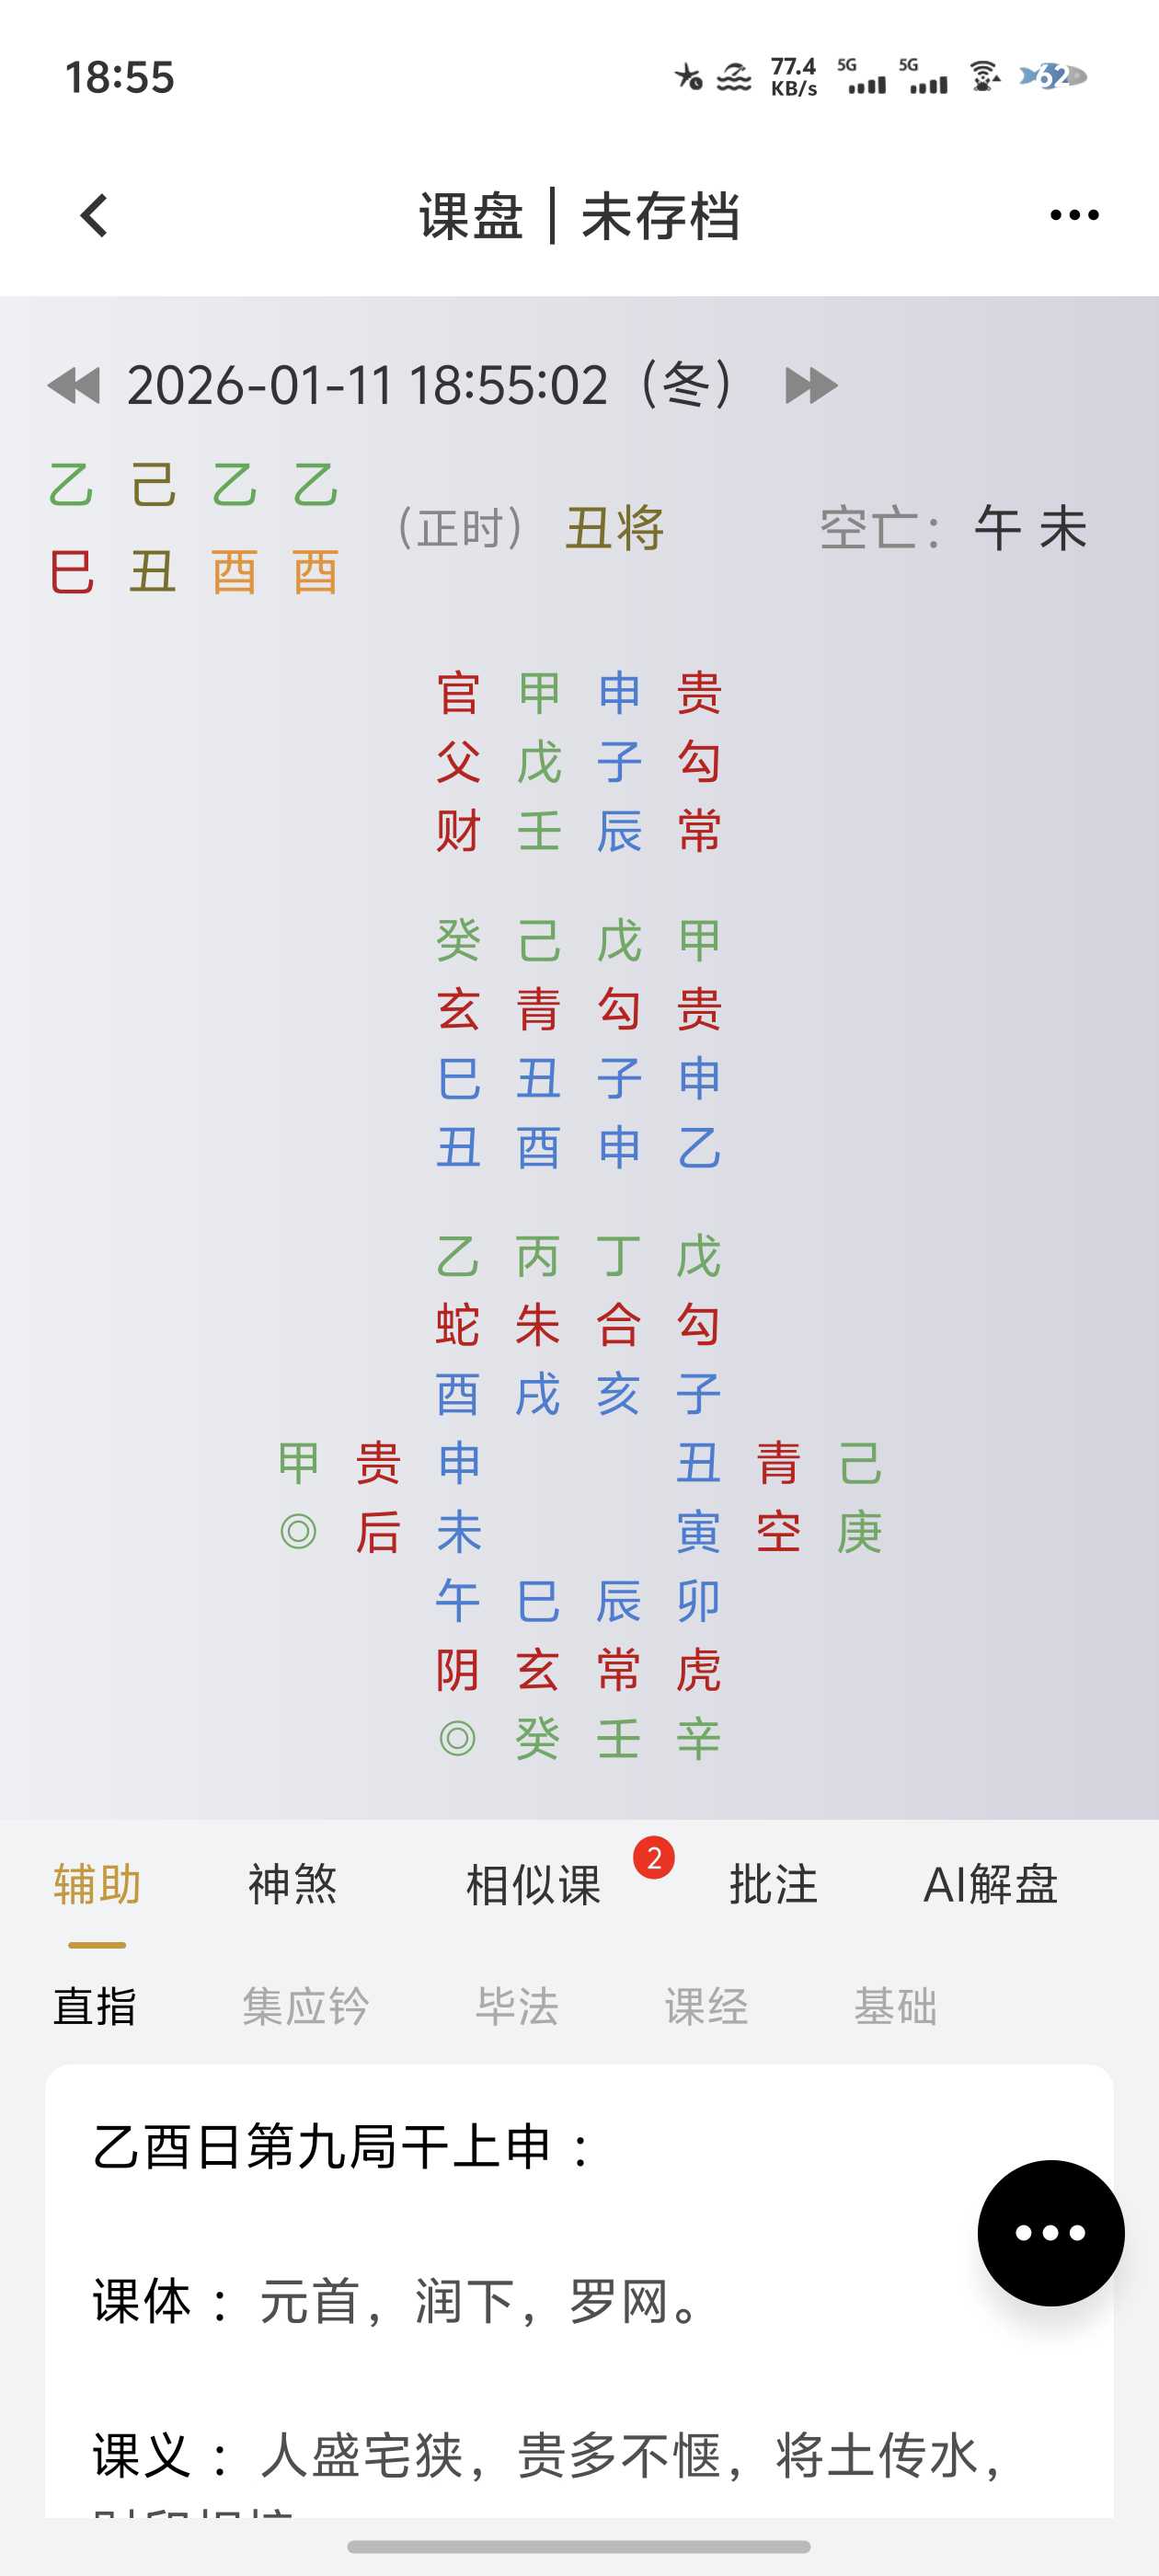 18:55 77.4 KB/s 5G 5G 62
课盘｜未存档
2026-01-11 18:55:02（冬）
乙 己 乙 乙
（正时） 丑将 空亡： 午 未
巳 丑 酉 酉
官 甲 申 贵
父 戊 子 勾
财 壬 辰 常
癸 己 戊 甲
玄 青 勾 贵
巳 丑 子 申
丑 酉 申 乙
乙 丙 丁 戊
蛇 朱 合 勾
酉 戌 亥 子
甲 贵 申 丑 青 己
◎ 后 未 寅 空 庚
午 巳 辰 卯
阴 玄 常 虎
◎ 癸 壬 辛
辅助 神煞 相似课 2 批注 AI解盘
直指 集应钤 毕法 课经 基础
乙酉日第九局干上申：
课体：元首，润下，罗网。
课义：人盛宅狭，贵多不惬，将土传水，